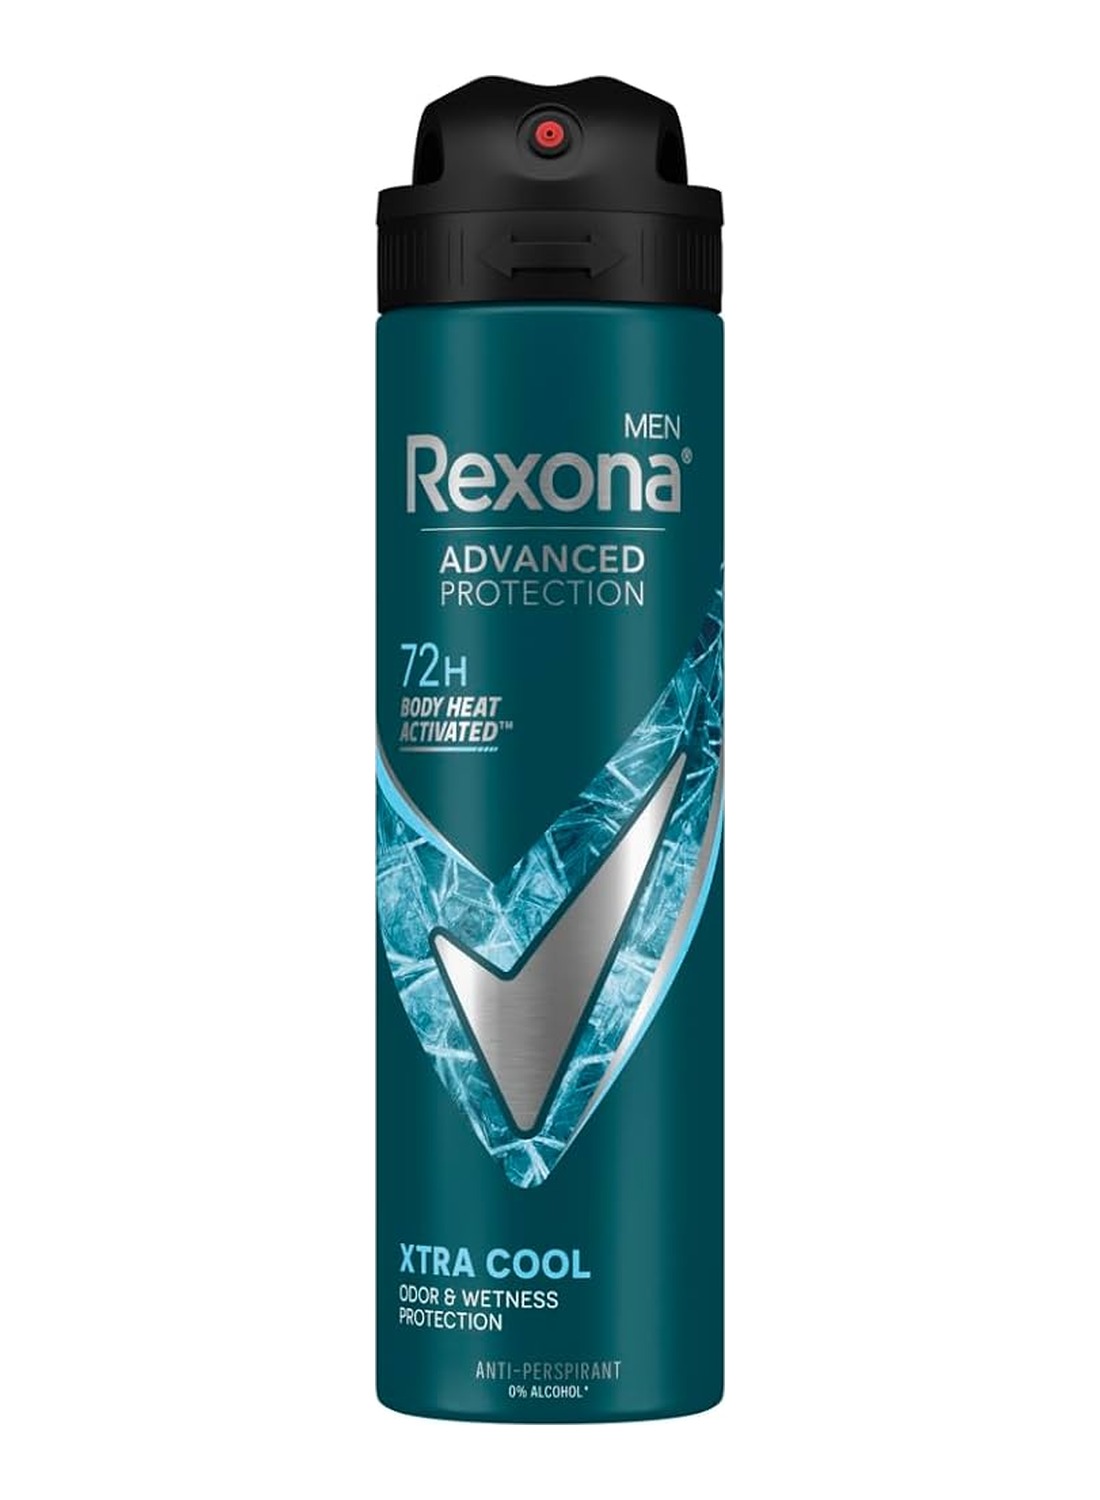 MEN
Rexona®
ADVANCED
PROTECTION
72H
BODY HEAT
ACTIVATED™
XTRA COOL
ODOR & WETNESS
PROTECTION
ANTI-PERSPIRANT
0% ALCOHOL*